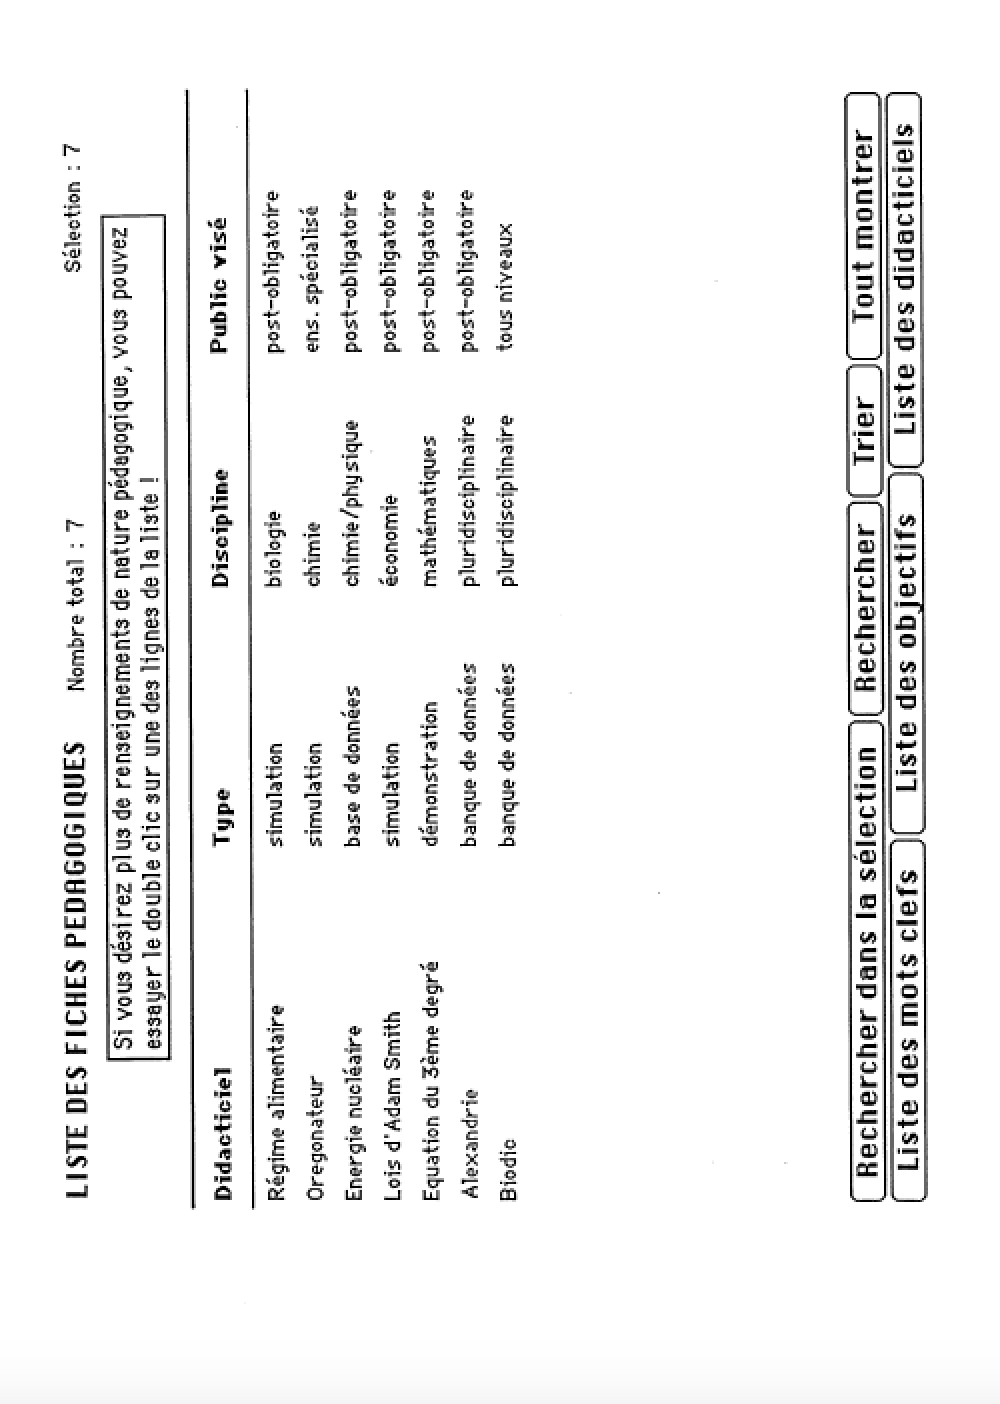 LISTE DES FICHES PEDAGOGIQUES Nombre total : 7 Sélection : 7
Si vous désirez plus de renseignements de nature pédagogique, vous pouvez
essayer le double clic sur une des lignes de la liste !
Didacticiel Type Discipline Public visé
Régime alimentaire simulation biologie post-obligatoire
Oregonateur simulation chimie ens. spécialisé
Energie nucléaire base de données chimie/physique post-obligatoire
Lois d'Adam Smith simulation économie post-obligatoire
Equation du 3ème degré démonstration mathématiques post-obligatoire
Alexandrie banque de données pluridisciplinaire post-obligatoire
Biodio banque de données pluridisciplinaire tous niveaux
Rechercher dans la sélection Rechercher Trier Tout montrer
Liste des mots clefs Liste des objectifs Liste des didacticiels